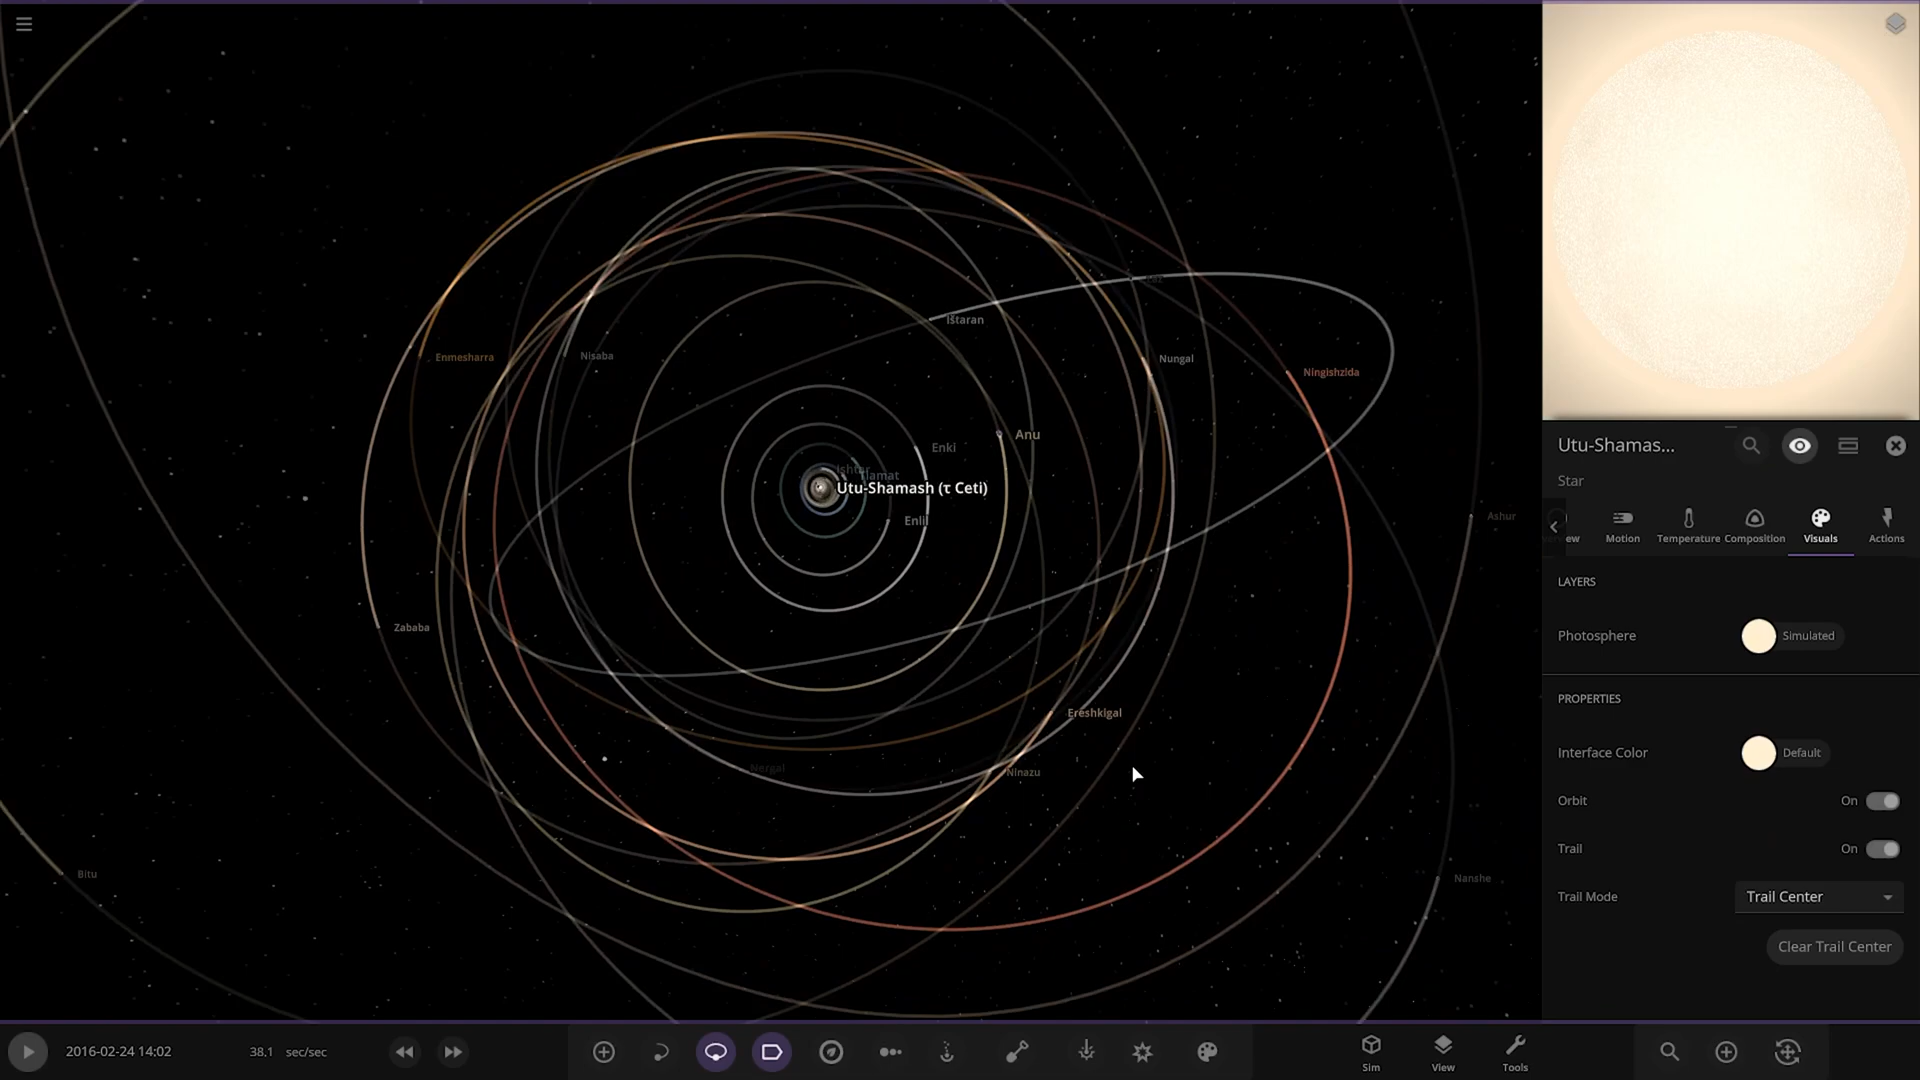 Ištaran
Enmesharra
Nisaba
Nungal
Ningishzida
Anu
Enki
Ishtar
Utu-Shamash (τ Ceti)
Enlil
Ashur
Zababa
Ereshkigal
Nergal
Ninazu
Bitu
Nanshe
Utu-Shamas...
Star
Motion
Temperature
Composition
Visuals
Actions
LAYERS
Photosphere
Simulated
PROPERTIES
Interface Color
Default
Orbit
On
Trail
On
Trail Mode
Trail Center
Clear Trail Center
2016-02-24 14:02
38.1 sec/sec
Sim
View
Tools